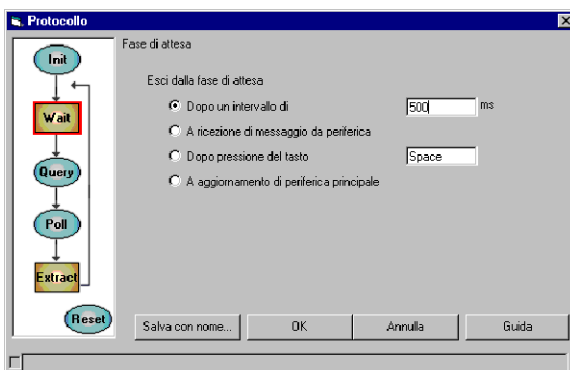 Protocollo
Fase di attesa
Init
Wait
Query
Poll
Extract
Reset
Esci dalla fase di attesa
Dopo un intervallo di
500
ms
A ricezione di messaggio da periferica
Dopo pressione del tasto
Space
A aggiornamento di periferica principale
Salva con nome...
OK
Annulla
Guida